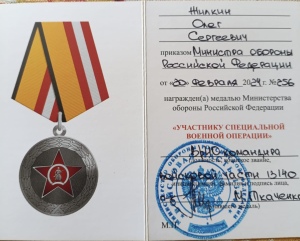 Жилкин
Олег
Сергеевич
приказом Министра обороны
Российской Федерации
от «20» февраля 2024 г. № 256
награжден(а) медалью Министерства
обороны Российской Федерации
«УЧАСТНИКУ СПЕЦИАЛЬНОЙ
ВОЕННОЙ ОПЕРАЦИИ»
командира
войсковой части 13140
М.Ткаченко
М.П.